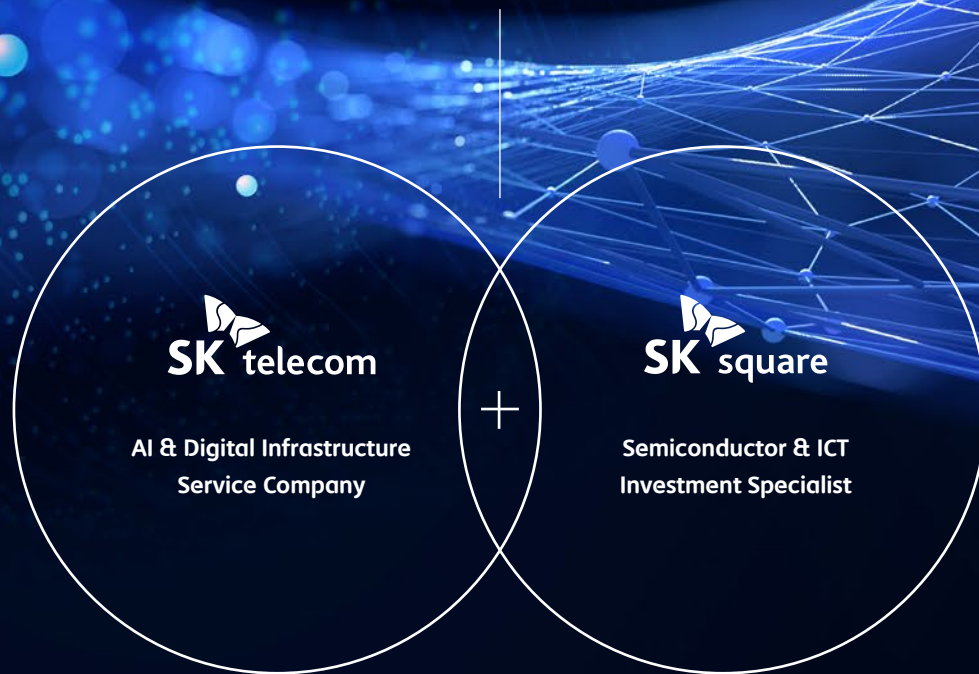 SK telecom
AI & Digital Infrastructure
Service Company
+
SK square
Semiconductor & ICT
Investment Specialist